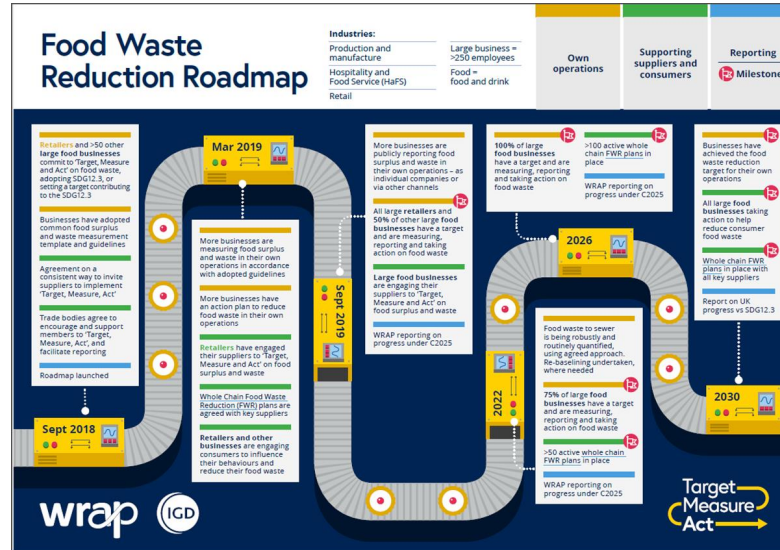 Food Waste
Reduction Roadmap
Industries:
Production and
manufacture
Hospitality and
Food Service (HaFS)
Retail
Large business =
>250 employees
Food =
food and drink
Own
operations
Supporting
suppliers and
consumers
Reporting
Milestone
Retailers and >50 other
large food businesses
commit to ‘Target, Measure
and Act’ on food waste,
adopting SDG12.3, or
setting a target contributing
to the SDG12.3
Businesses have adopted
common food surplus
and waste measurement
template and guidelines
Agreement on a
consistent way to invite
suppliers to implement
‘Target, Measure, Act’
Trade bodies agree to
encourage and support
members to ‘Target,
Measure, Act’, and
facilitate reporting
Roadmap launched
Sept 2018
Mar 2019
More businesses are
measuring food surplus
and waste in their own
operations in accordance
with adopted guidelines
More businesses have
an action plan to reduce
food waste in their own
operations
Retailers have engaged
their suppliers to ‘Target,
Measure and Act’ on food
surplus and waste
Whole Chain Food Waste
Reduction (FWR) plans are
agreed with key suppliers
Retailers and other
businesses are engaging
consumers to influence
their behaviours and
reduce their food waste
Sept 2019
More businesses are
publicly reporting food
surplus and waste in
their own operations – as
individual companies or
via other channels
All large retailers and
50% of other large food
businesses have a target
and are measuring,
reporting and taking
action on food waste
Large food businesses
are engaging their
suppliers to ‘Target,
Measure and Act’ on
food surplus and waste
WRAP reporting on
progress under C2025
2022
Food waste to sewer
is being robustly and
routinely quantified,
using agreed approach.
Re-baselining undertaken,
where needed
75% of large food
businesses have a target
and are measuring,
reporting and taking
action on food waste
>50 active whole chain
FWR plans in place
WRAP reporting on
progress under C2025
100% of large
food businesses
have a target and are
measuring, reporting
and taking action on
food waste
>100 active whole
chain FWR plans in
place
WRAP reporting on
progress under C2025
2026
Businesses have
achieved the food
waste reduction
target for their own
operations
All large food
businesses taking
action to help
reduce consumer
food waste
Whole chain FWR
plans in place with
all key suppliers
Report on UK
progress vs SDG12.3
2030
wrap
IGD
Target
Measure
Act